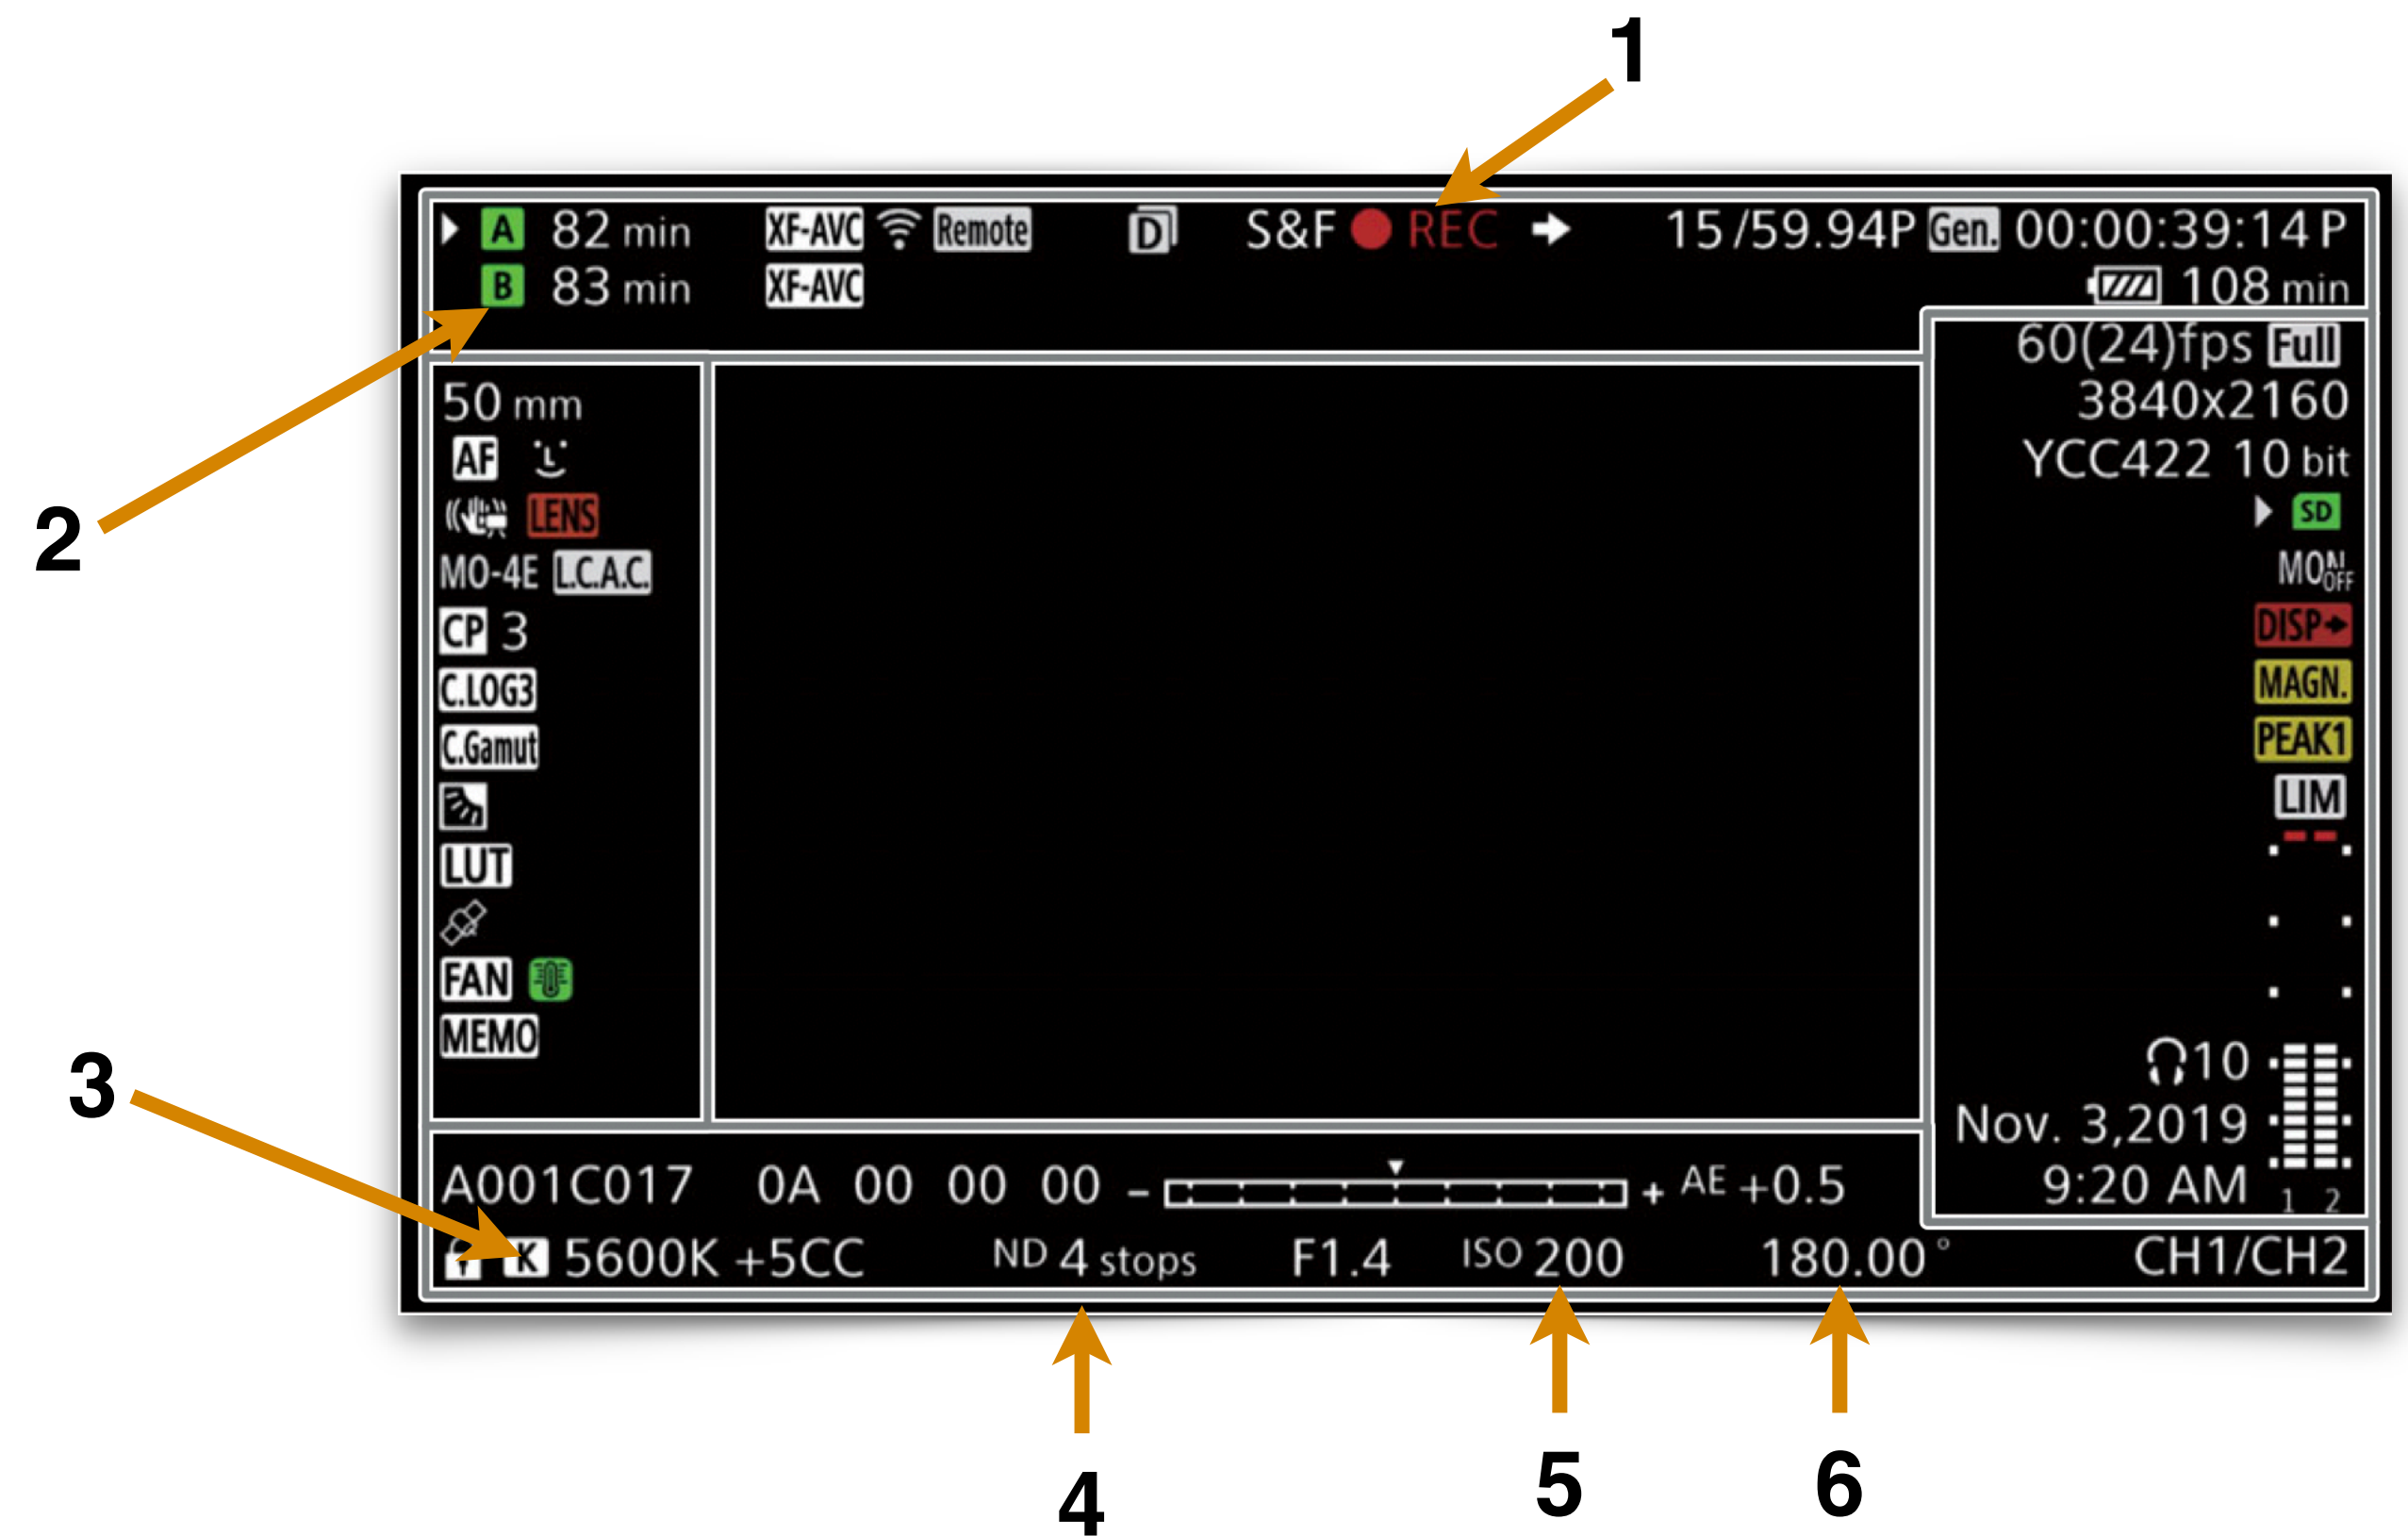 1
A 82 min XF-AVC Remote D S&F REC 15/59.94P Gen. 00:00:39:14 P
B 83 min XF-AVC 108 min
2
60(24)fps Full
3840x2160
YCC422 10 bit
SD
MON OFF
DISP
MAGN.
PEAK1
LIM
50 mm
AF L
LENS
MO-4E L.C.A.C.
CP 3
C.LOG3
C.Gamut
LUT
FAN
MEMO
3
10
Nov. 3,2019
9:20 AM 1 2
A001C017 0A 00 00 00 - + AE +0.5
K 5600K +5CC ND 4 stops F1.4 ISO 200 180.00° CH1/CH2
4
5
6